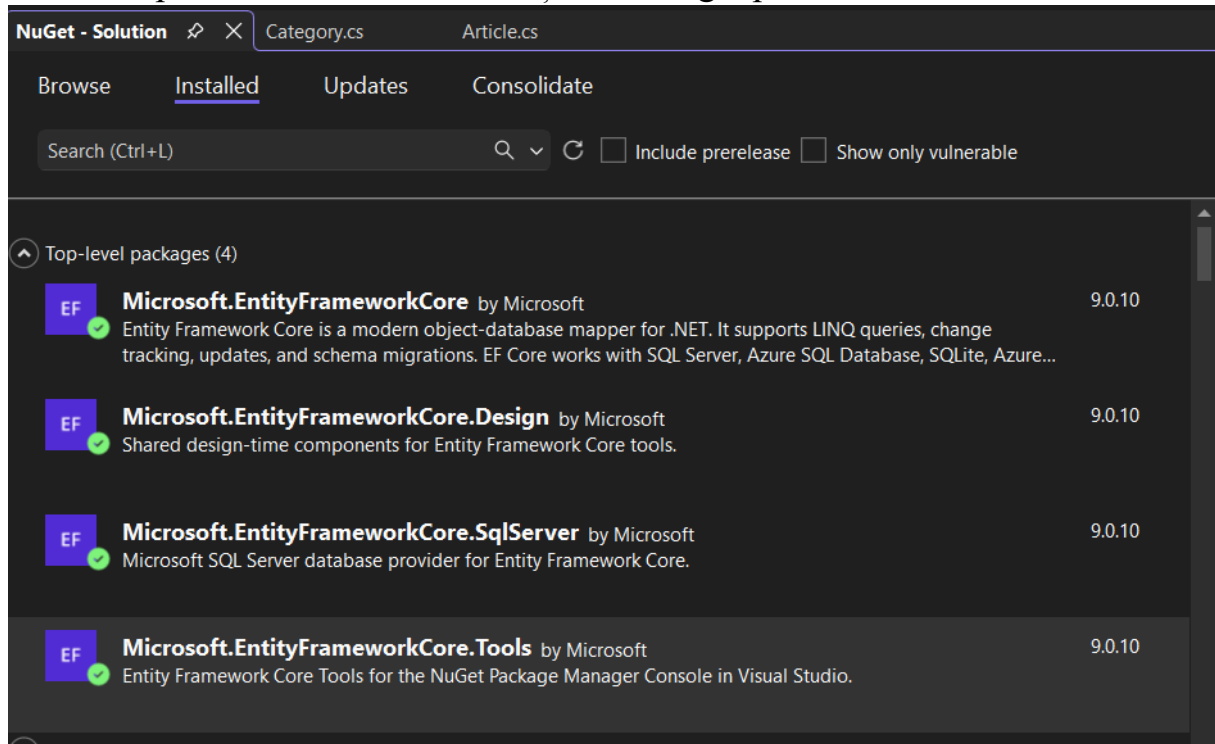 NuGet - Solution Category.cs Article.cs
Browse Installed Updates Consolidate
Search (Ctrl+L) Include prerelease Show only vulnerable
Top-level packages (4)
EF Microsoft.EntityFrameworkCore by Microsoft 9.0.10
Entity Framework Core is a modern object-database mapper for .NET. It supports LINQ queries, change
tracking, updates, and schema migrations. EF Core works with SQL Server, Azure SQL Database, SQLite, Azure...
EF Microsoft.EntityFrameworkCore.Design by Microsoft 9.0.10
Shared design-time components for Entity Framework Core tools.
EF Microsoft.EntityFrameworkCore.SqlServer by Microsoft 9.0.10
Microsoft SQL Server database provider for Entity Framework Core.
EF Microsoft.EntityFrameworkCore.Tools by Microsoft 9.0.10
Entity Framework Core Tools for the NuGet Package Manager Console in Visual Studio.